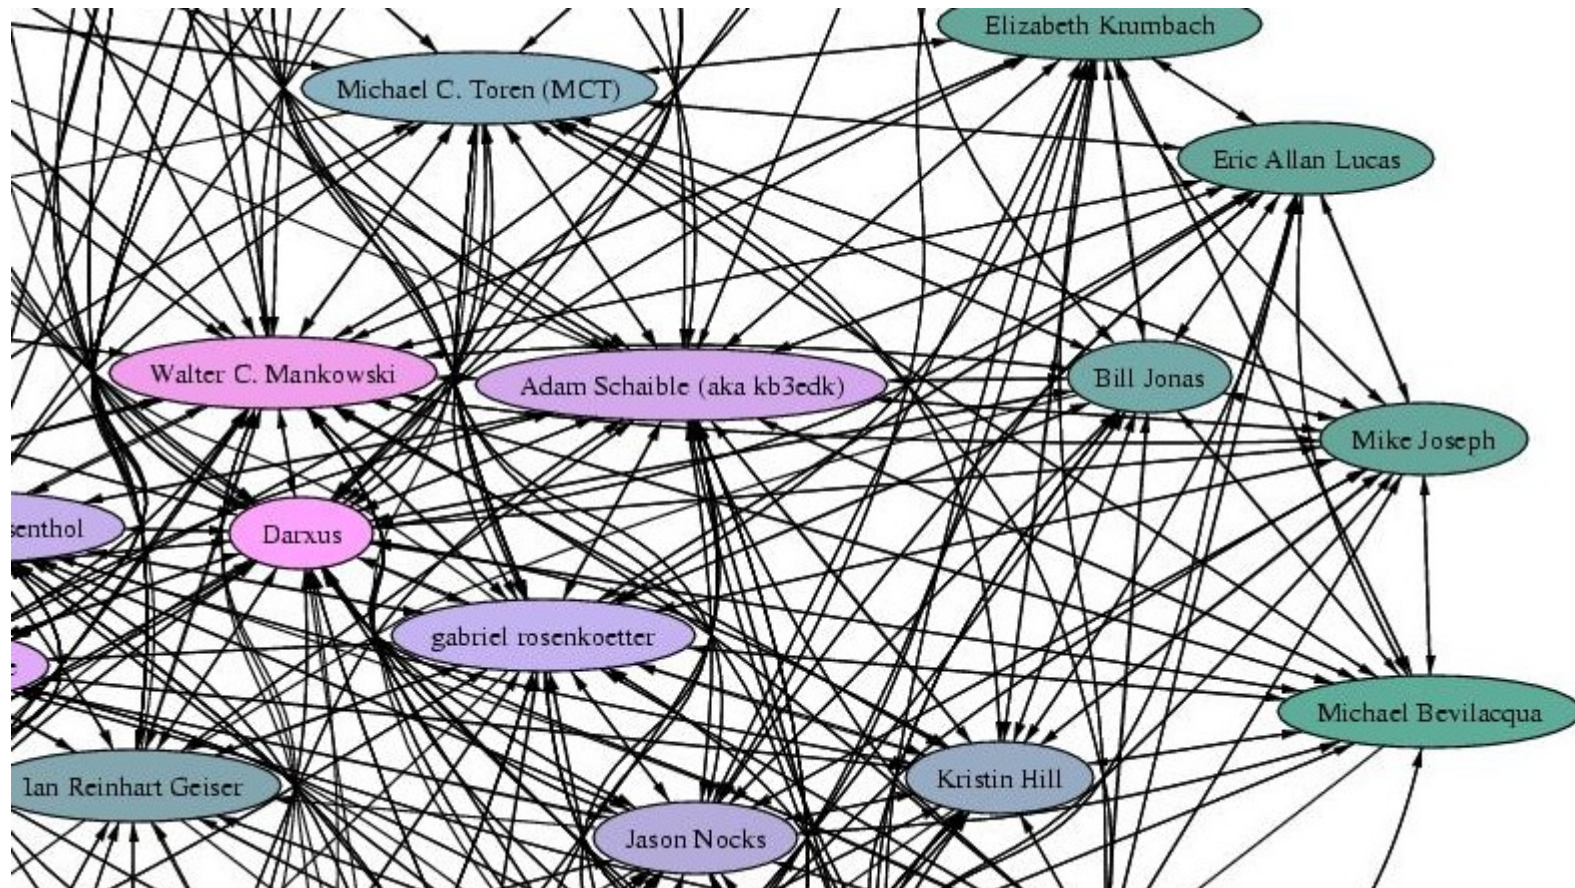 Elizabeth Krumbach
Michael C. Toren (MCT)
Eric Allan Lucas
Walter C. Mankowski
Adam Schaible (aka kb3edk)
Bill Jonas
Mike Joseph
senthol
Darxus
gabriel rosenkoetter
e
Michael Bevilacqua
Ian Reinhart Geiser
Kristin Hill
Jason Nocks